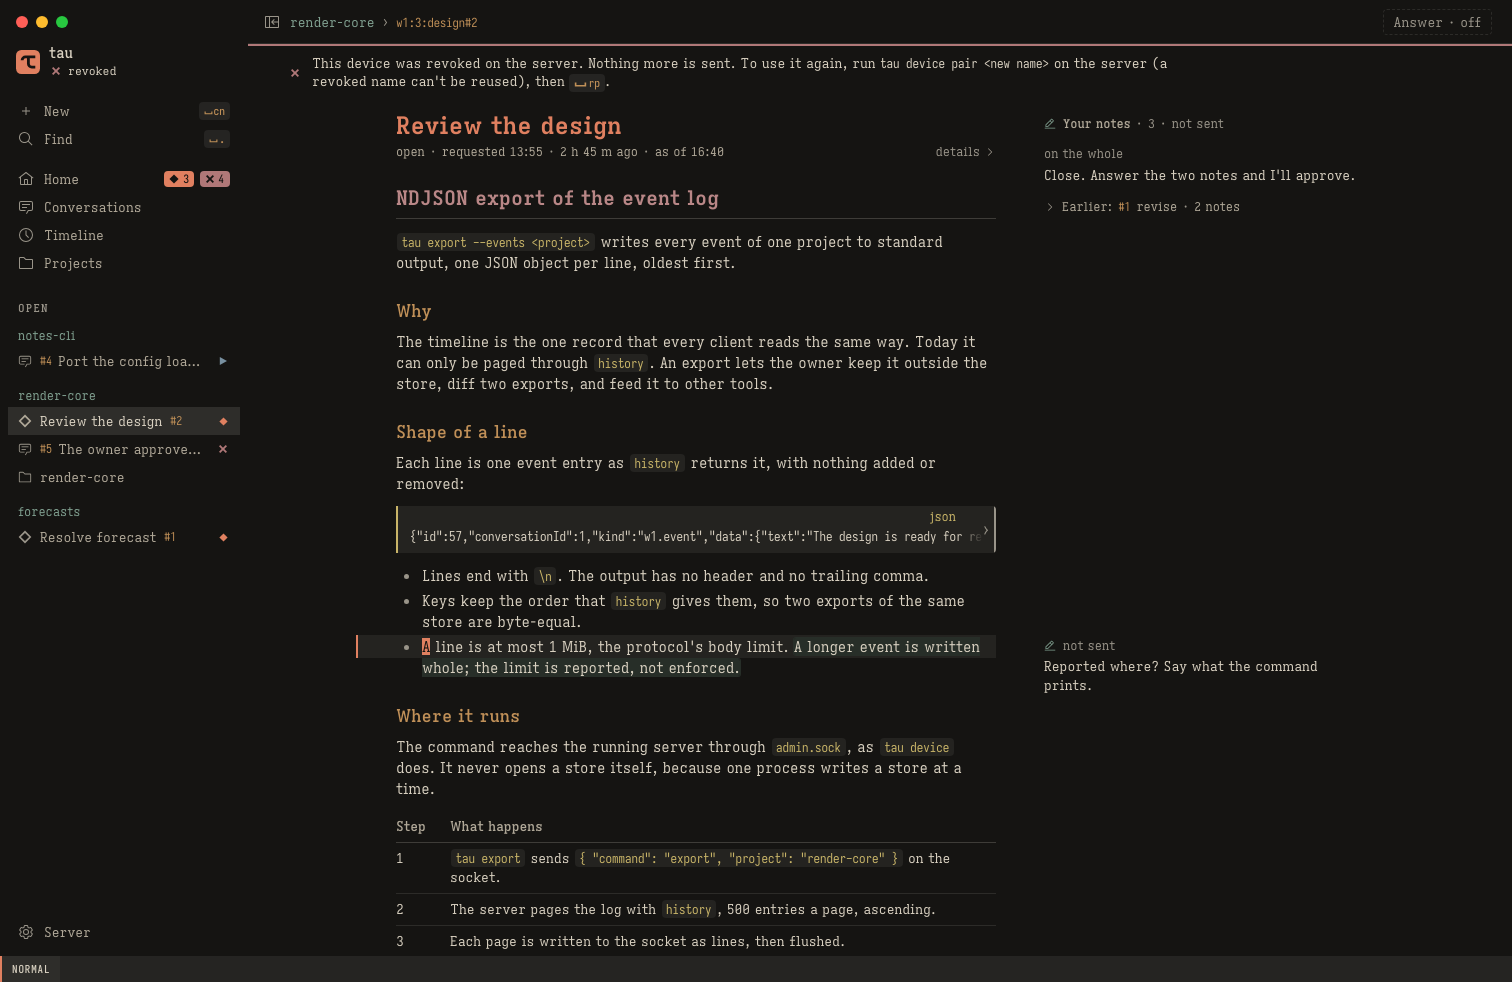 render-core › w1:3:design#2
Answer · off
tau
× revoked
This device was revoked on the server. Nothing more is sent. To use it again, run tau device pair <new name> on the server (a
revoked name can't be reused), then ⎵rp.
+ New ⎵cn
Find ⎵.
Home ◆ 3 × 4
Conversations
Timeline
Projects
OPEN
notes-cli
#4 Port the config loa...
render-core
Review the design #2
#5 The owner approve...
render-core
forecasts
Resolve forecast #1
Server
Review the design
open · requested 13:55 · 2 h 45 m ago · as of 16:40
details ›
NDJSON export of the event log
tau export --events <project> writes every event of one project to standard
output, one JSON object per line, oldest first.
Why
The timeline is the one record that every client reads the same way. Today it
can only be paged through history. An export lets the owner keep it outside the
store, diff two exports, and feed it to other tools.
Shape of a line
Each line is one event entry as history returns it, with nothing added or
removed:
json
{"id":57,"conversationId":1,"kind":"w1.event","data":{"text":"The design is ready for re
• Lines end with \n. The output has no header and no trailing comma.
• Keys keep the order that history gives them, so two exports of the same
store are byte-equal.
• A line is at most 1 MiB, the protocol's body limit. A longer event is written
whole; the limit is reported, not enforced.
Where it runs
The command reaches the running server through admin.sock, as tau device
does. It never opens a store itself, because one process writes a store at a
time.
Step What happens
1 tau export sends { "command": "export", "project": "render-core" } on the
socket.
2 The server pages the log with history, 500 entries a page, ascending.
3 Each page is written to the socket as lines, then flushed.
Your notes · 3 · not sent
on the whole
Close. Answer the two notes and I'll approve.
› Earlier: #1 revise · 2 notes
not sent
Reported where? Say what the command
prints.
NORMAL